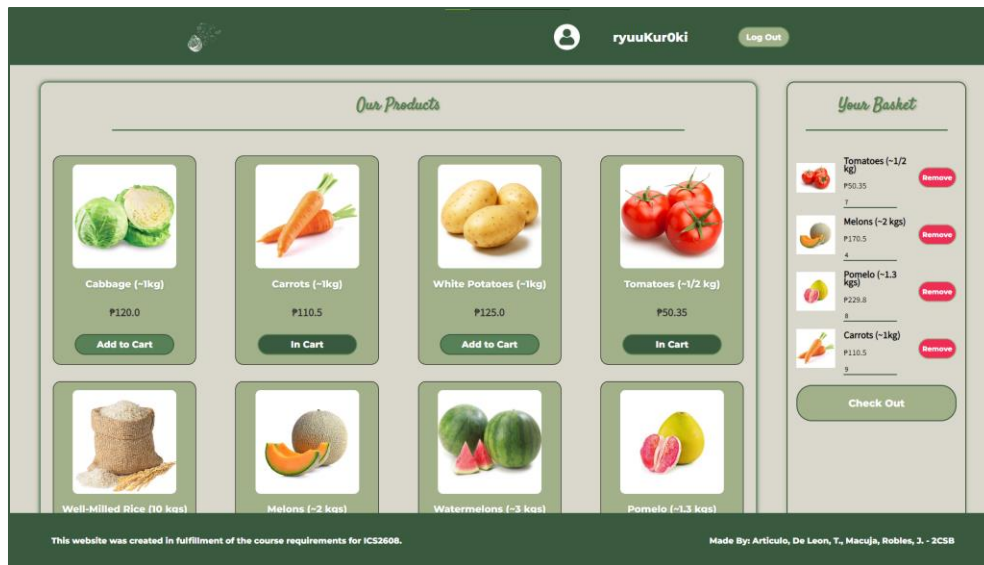 ryuuKur0ki
Log Out
Our Products
Cabbage (~1kg)
₱120.0
Add to Cart
Carrots (~1kg)
₱110.5
In Cart
White Potatoes (~1kg)
₱125.0
Add to Cart
Tomatoes (~1/2 kg)
₱50.35
In Cart
Well-Milled Rice (10 kgs)
Melons (~2 kgs)
Watermelons (~3 kgs)
Pomelo (~1.3 kgs)
Your Basket
Tomatoes (~1/2
kg)
₱50.35
7
Remove
Melons (~2 kgs)
₱170.5
4
Remove
Pomelo (~1.3
kgs)
₱229.8
8
Remove
Carrots (~1kg)
₱110.5
9
Remove
Check Out
This website was created in fulfillment of the course requirements for ICS2608.
Made By: Articulo, De Leon, T., Macuja, Robles, J. - 2CSB